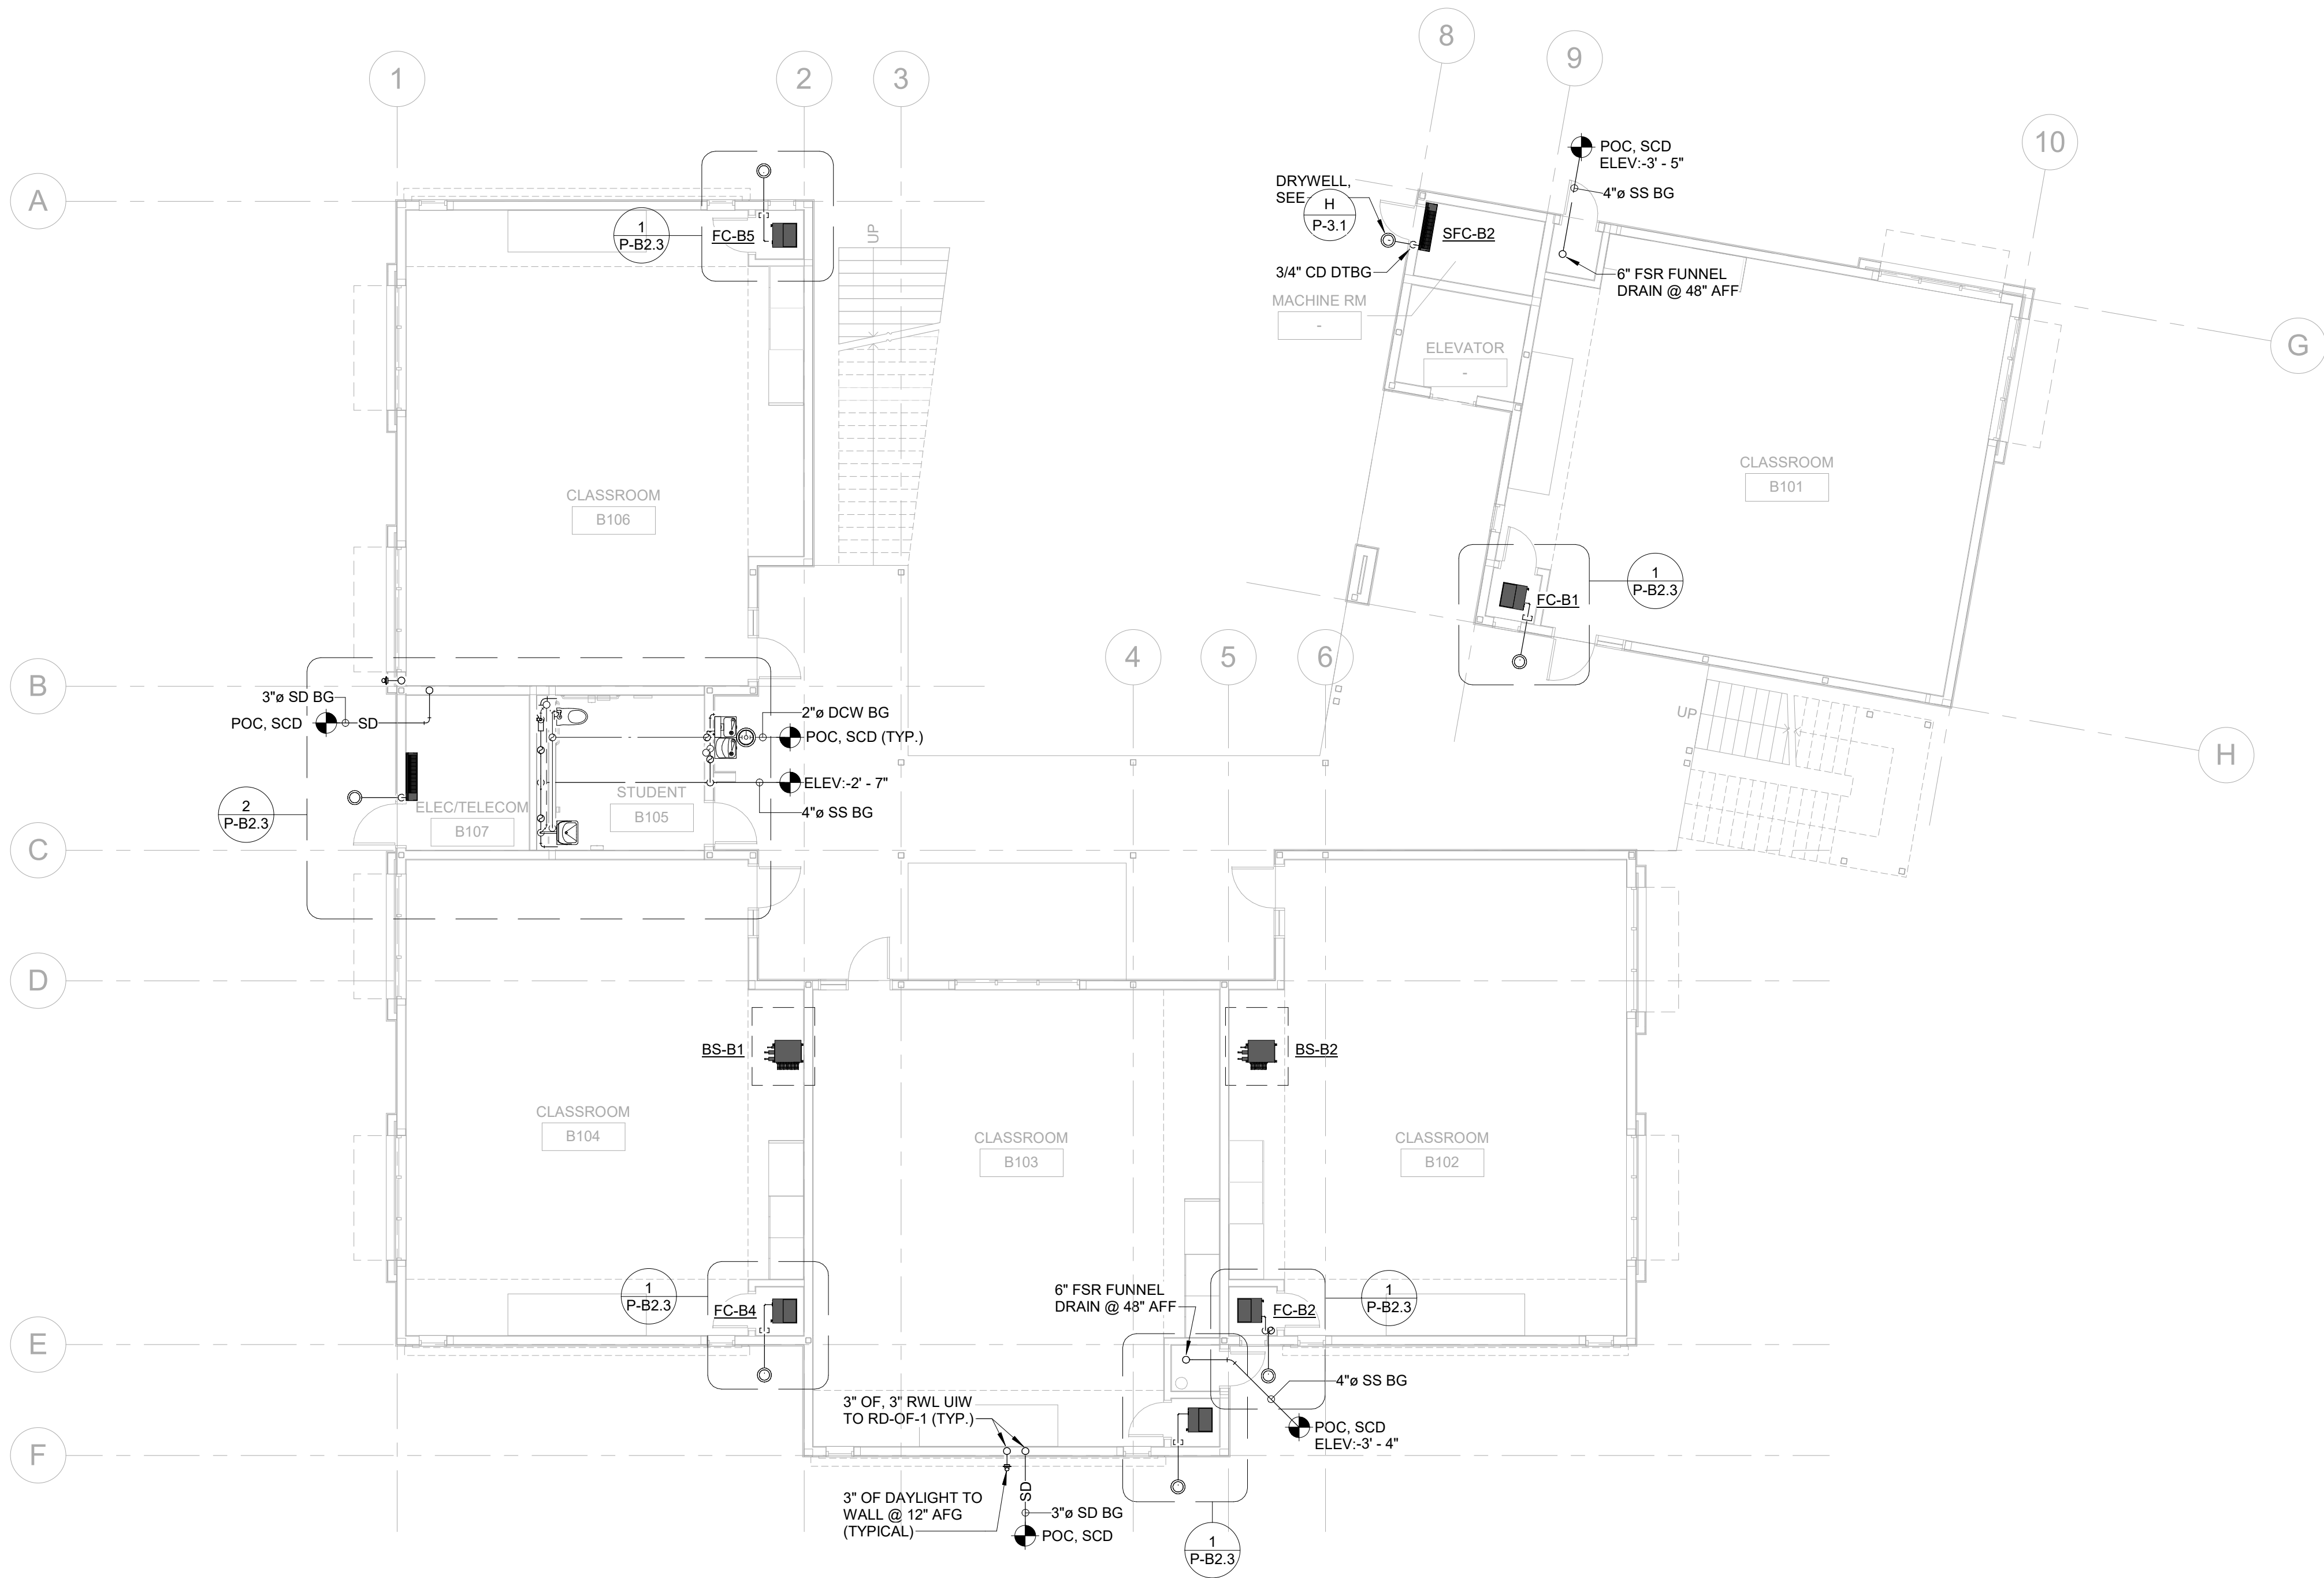 8
9
1
2
3
10
POC, SCD
ELEV:-3' - 5"
DRYWELL,
SEE
H
P-3.1
4"ø SS BG
A
1
P-B2.3
FC-B5
UP
SFC-B2
3/4" CD DTBG
6" FSR FUNNEL
DRAIN @ 48" AFF
MACHINE RM
-
ELEVATOR
-
G
CLASSROOM
B101
CLASSROOM
B106
1
P-B2.3
FC-B1
4
5
6
B
3"ø SD BG
POC, SCD
SD
2"ø DCW BG
POC, SCD (TYP.)
UP
H
ELEV:-2' - 7"
2
P-B2.3
ELEC/TELECOM
B107
STUDENT
B105
4"ø SS BG
C
D
BS-B1
BS-B2
CLASSROOM
B104
CLASSROOM
B103
CLASSROOM
B102
1
P-B2.3
FC-B4
6" FSR FUNNEL
DRAIN @ 48" AFF
FC-B2
1
P-B2.3
E
4"ø SS BG
3" OF, 3" RWL UIW
TO RD-OF-1 (TYP.)
POC, SCD
ELEV:-3' - 4"
F
3" OF DAYLIGHT TO
WALL @ 12" AFG
(TYPICAL)
SD
3"ø SD BG
POC, SCD
1
P-B2.3